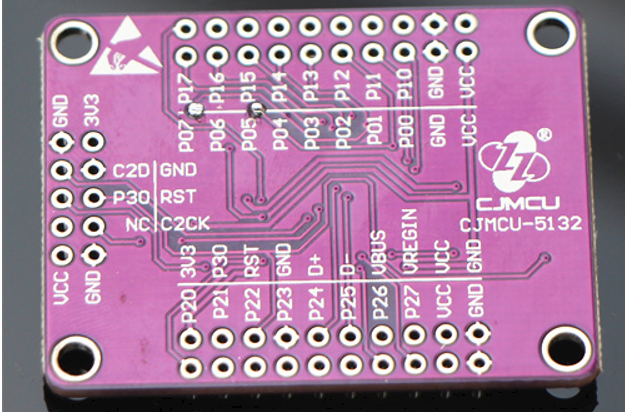 P17 P16 P15 P14 P13 P12 P11 P10 GND VCC
P07 P06 P05 P04 P03 P02 P01 P00 GND VCC
GND 3V3
C2D GND
P30 RST
NC C2CK
VCC GND
®
CJMCU
CJMCU-5132
3V3 P30 RST GND D+ D- VBUS VREGIN VCC GND
P20 P21 P22 P23 P24 P25 P26 P27 VCC GND